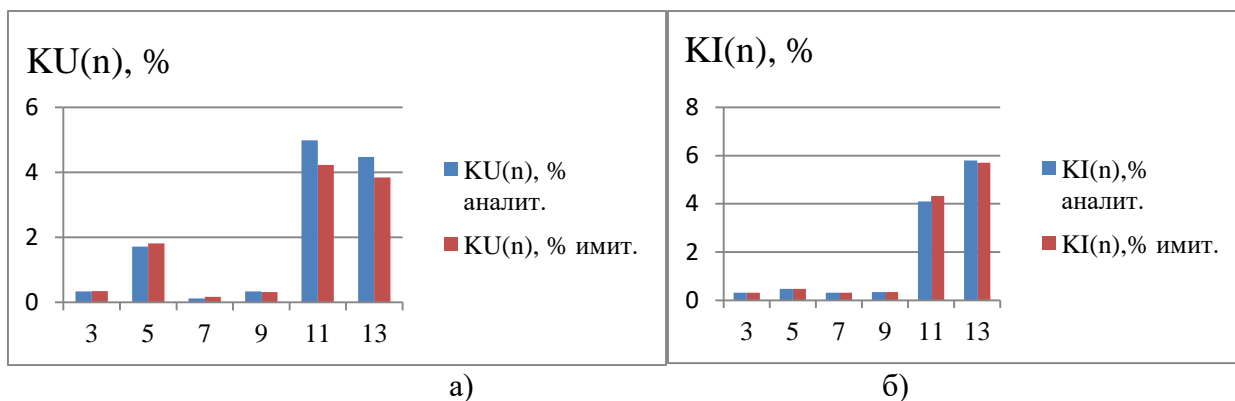 KU(n), %
6
4
2
0
3 5 7 9 11 13
KU(n), %
аналит.
KU(n), % имит.
а)
KI(n), %
8
6
4
2
0
3 5 7 9 11 13
KI(n),%
аналит.
KI(n),% имит.
б)